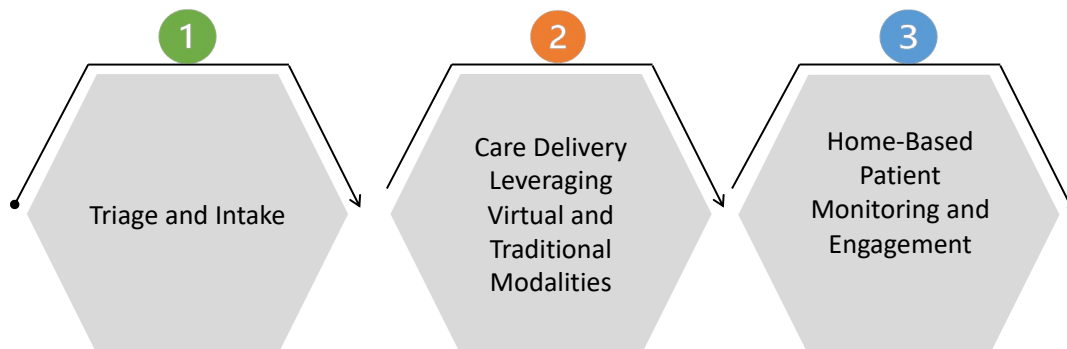 1
2
3
Triage and Intake
Care Delivery
Leveraging
Virtual and
Traditional
Modalities
Home-Based
Patient
Monitoring and
Engagement